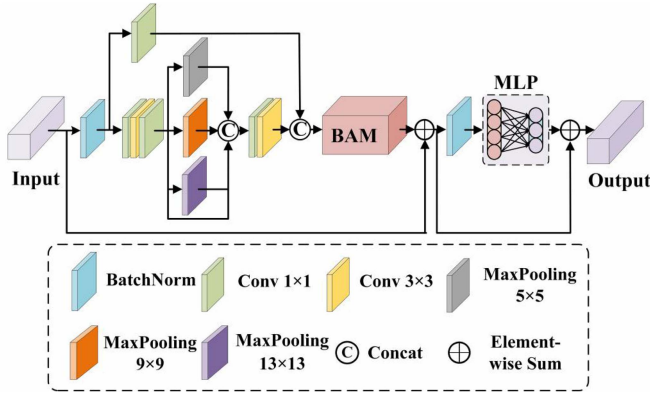 MLP
C
C
BAM
Input
Output
BatchNorm
Conv 1×1
Conv 3×3
MaxPooling
5×5
MaxPooling
9×9
MaxPooling
13×13
C Concat
Element-
wise Sum